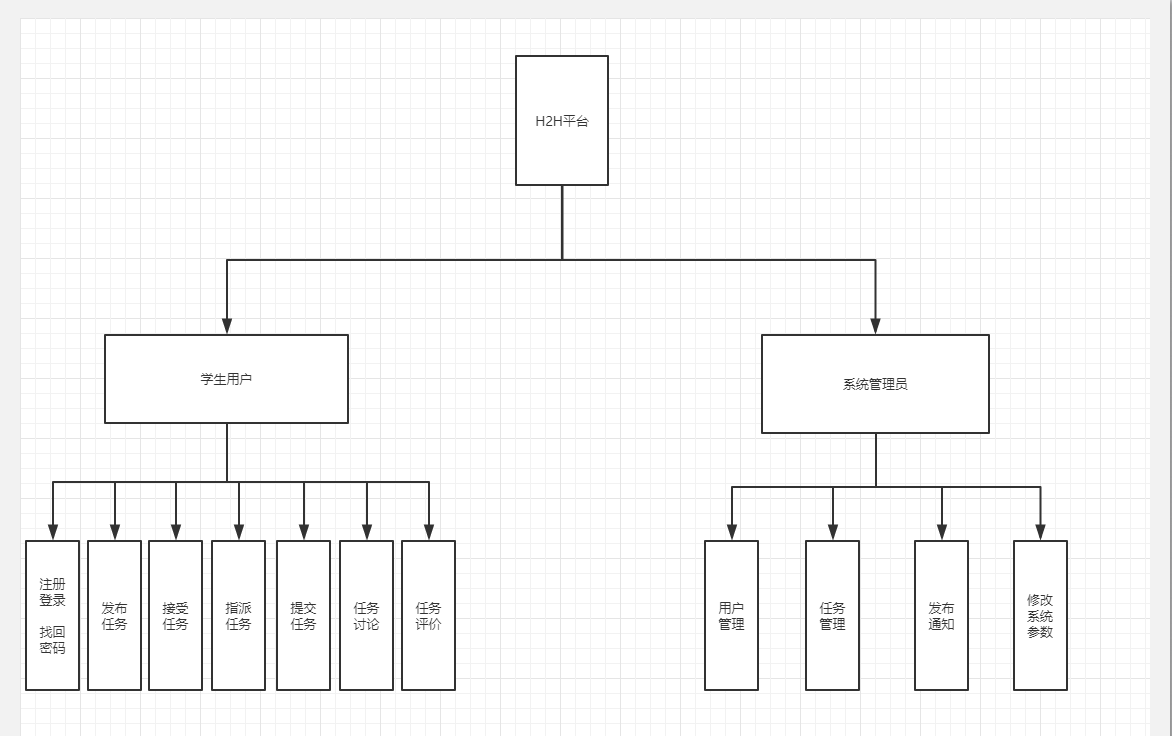 H2H平台
学生用户
系统管理员
注册
登录
找回
密码
发布
任务
接受
任务
指派
任务
提交
任务
任务
讨论
任务
评价
用户
管理
任务
管理
发布
通知
修改
系统
参数